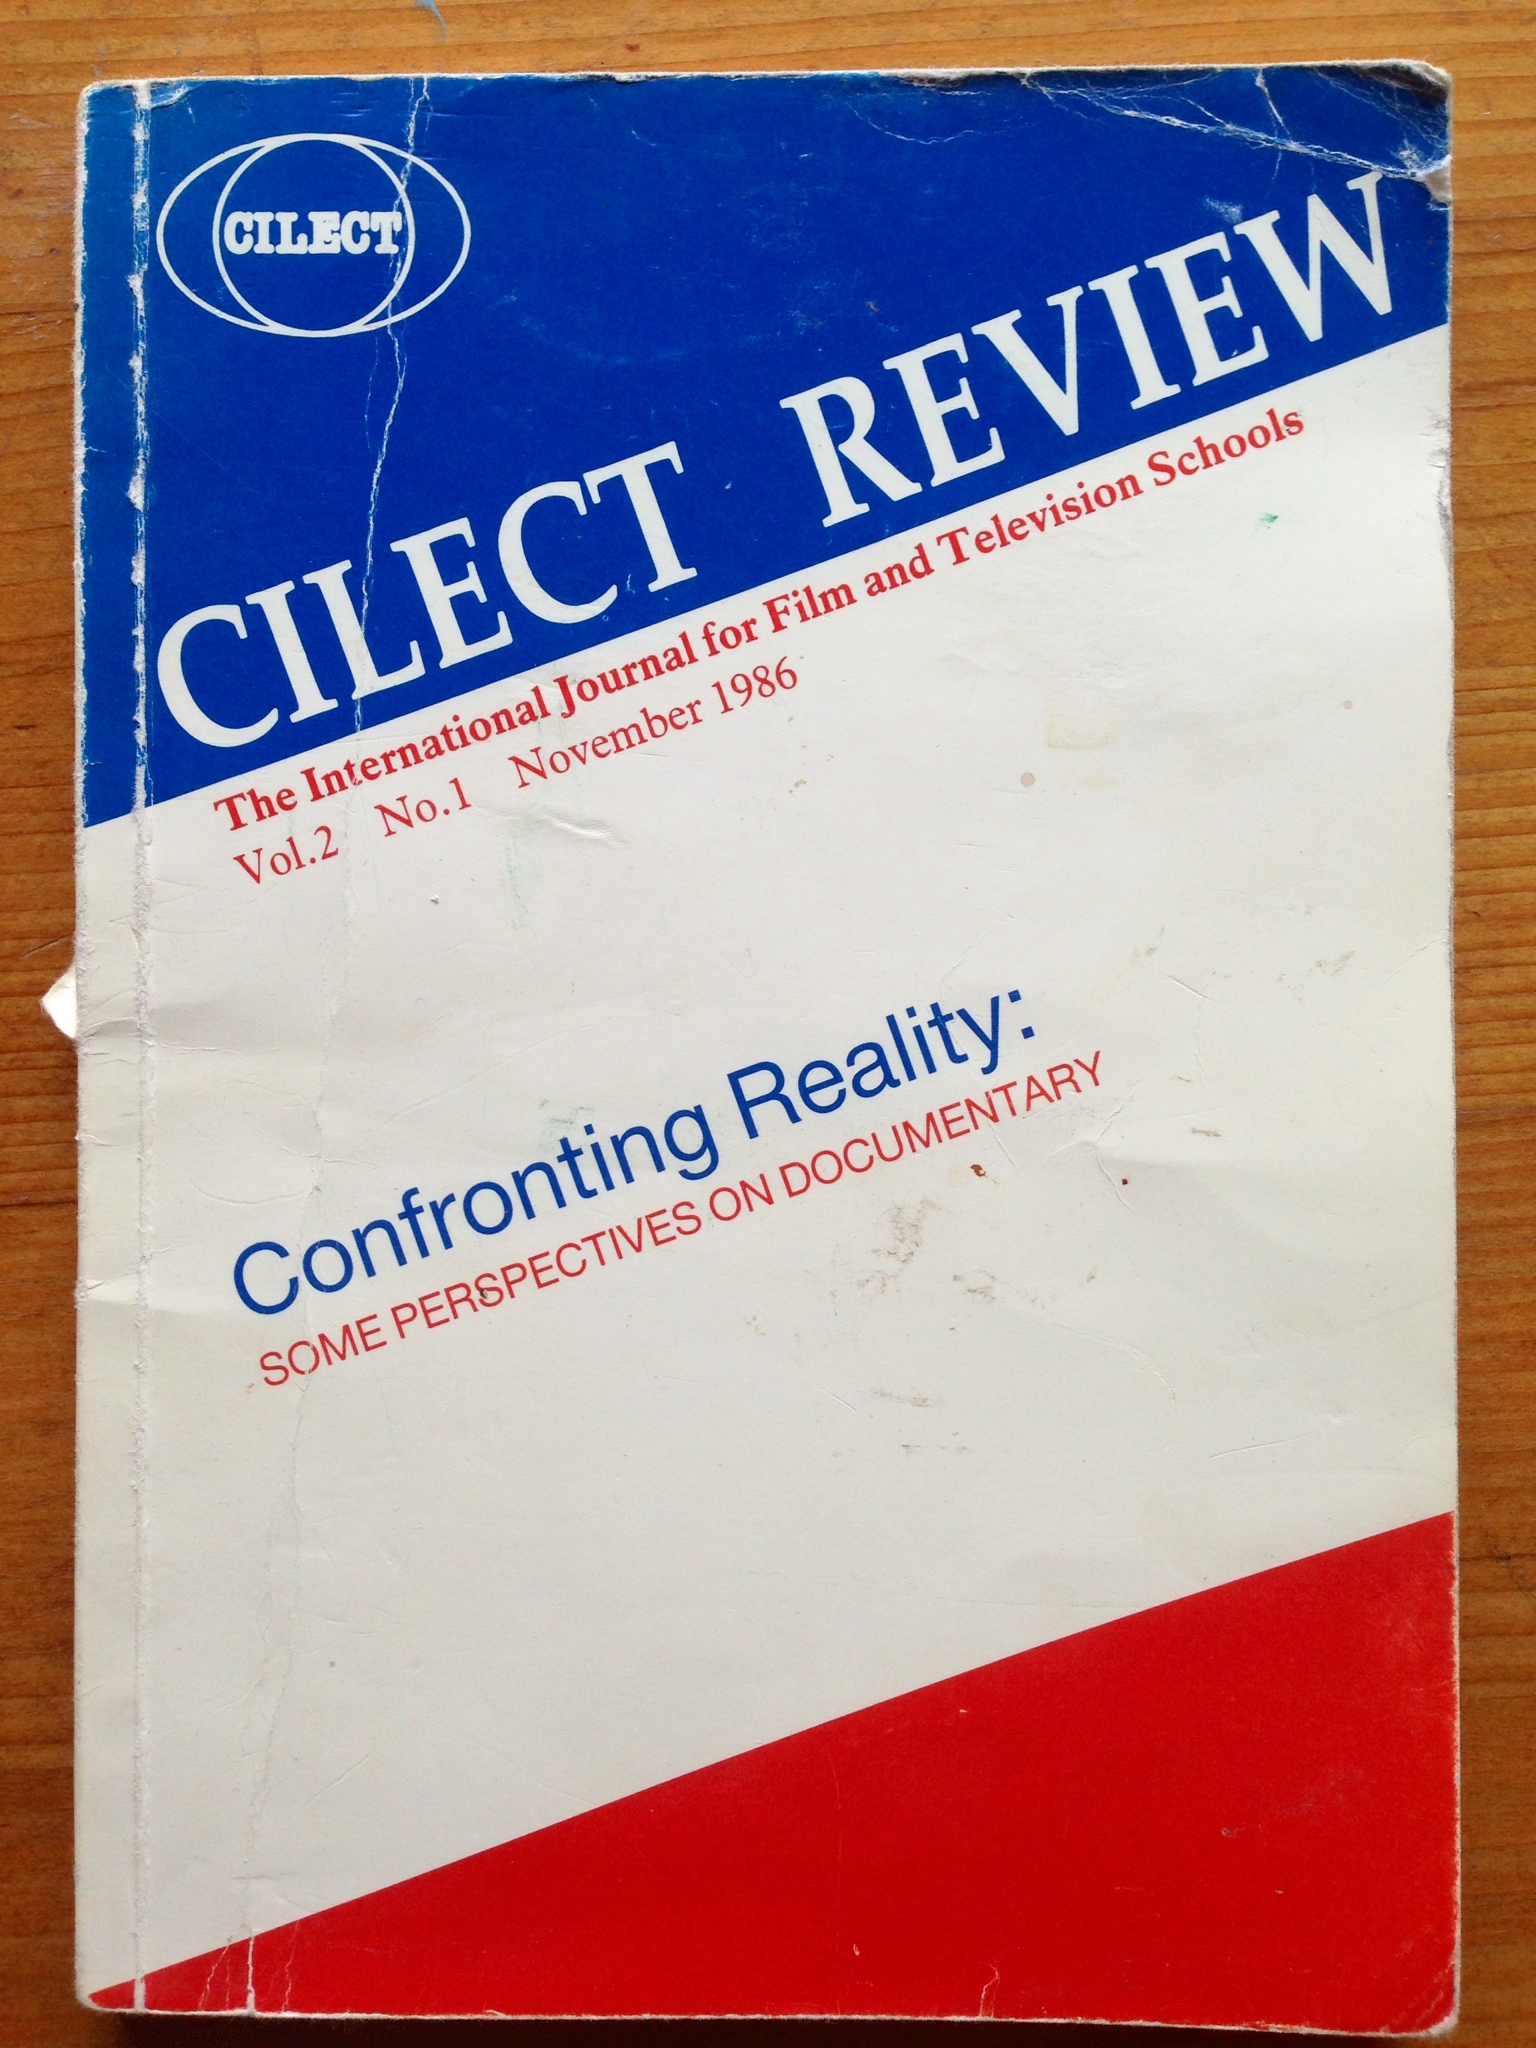 CILECT
CILECT REVIEW
The International Journal for Film and Television Schools
Vol.2 No.1 November 1986
Confronting Reality:
SOME PERSPECTIVES ON DOCUMENTARY